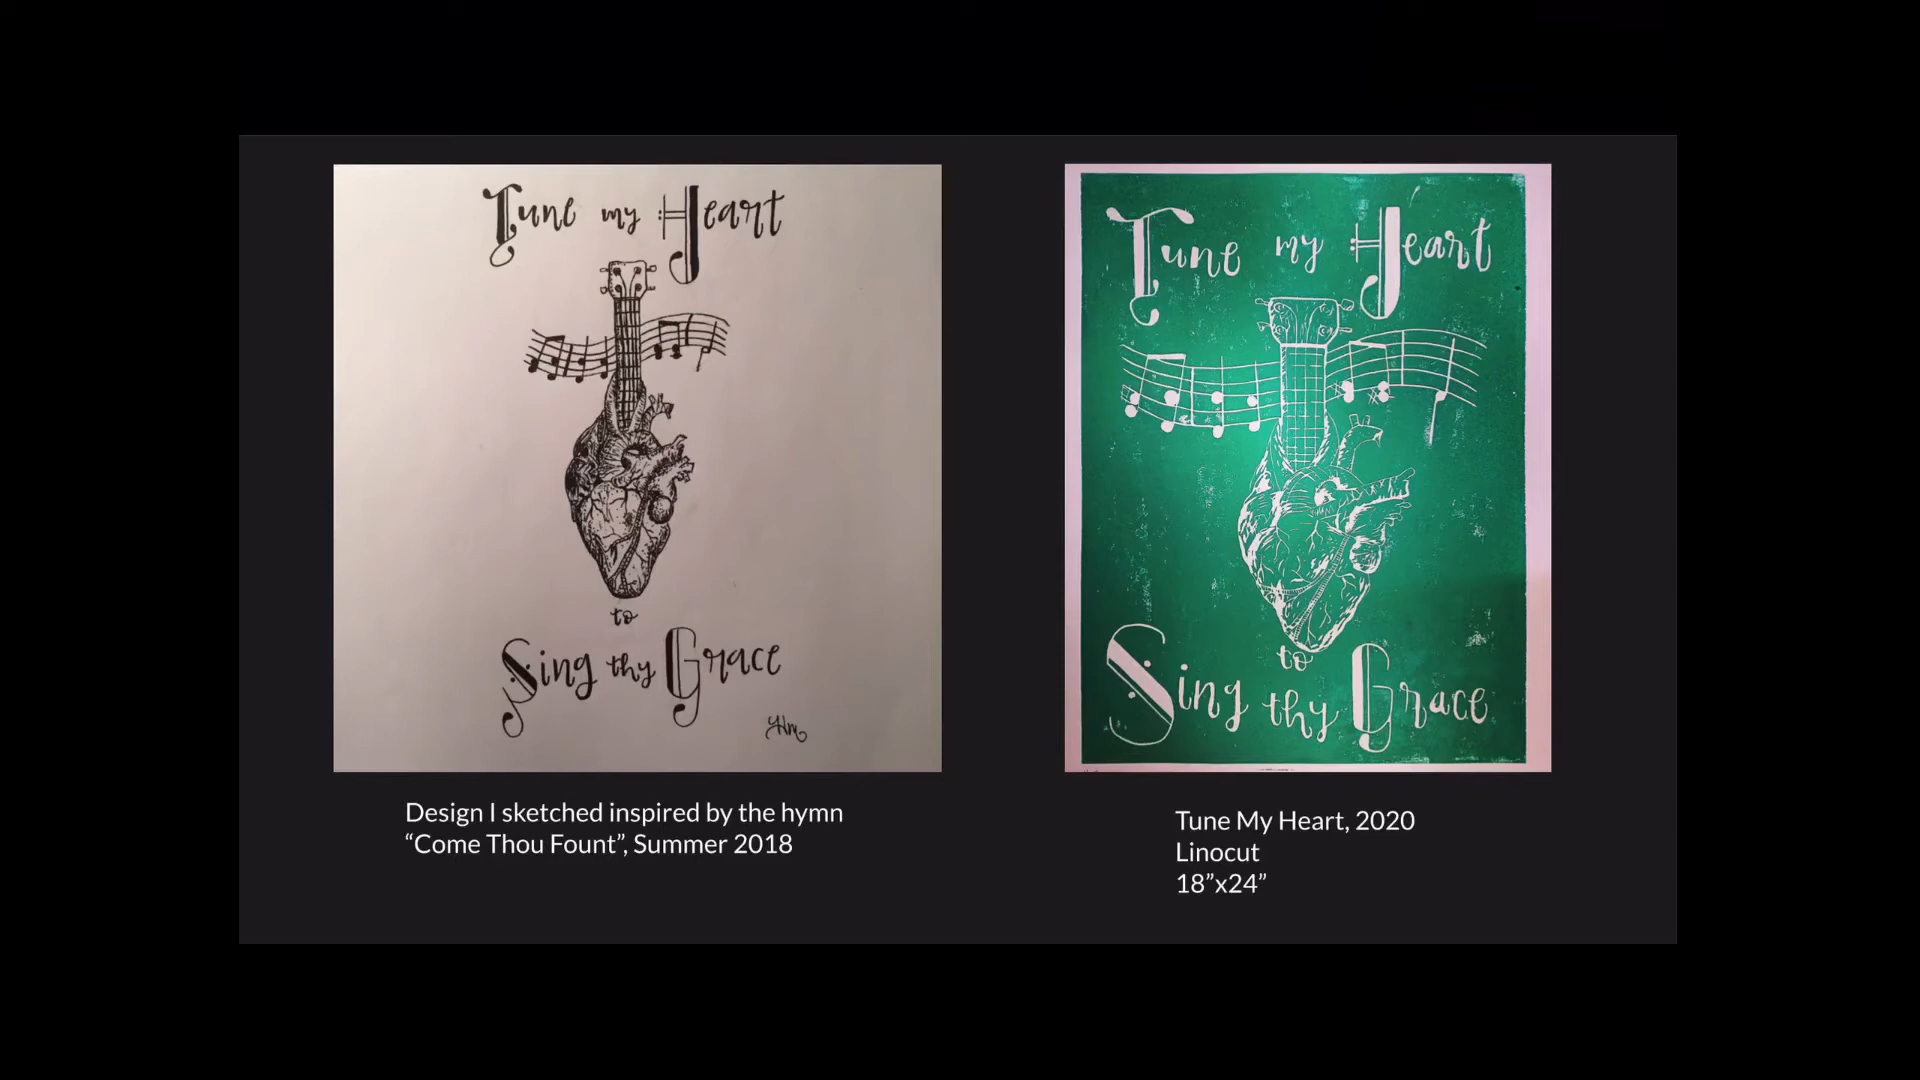 Tune my Heart
to
Sing thy Grace
Design I sketched inspired by the hymn
“Come Thou Fount”, Summer 2018
Tune my Heart
to
Sing thy Grace
Tune My Heart, 2020
Linocut
18”x24”